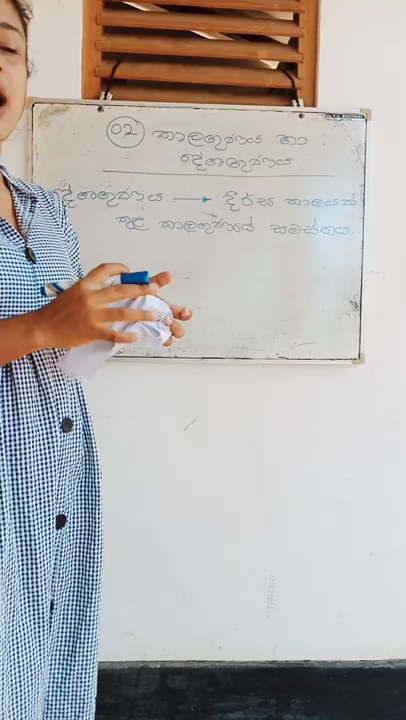 02 කාලගුණය හා
දේශගුණය
දේශගුණය → දීර්ඝ කාලයක්
තුළ කාලගුණයේ සමස්තය.